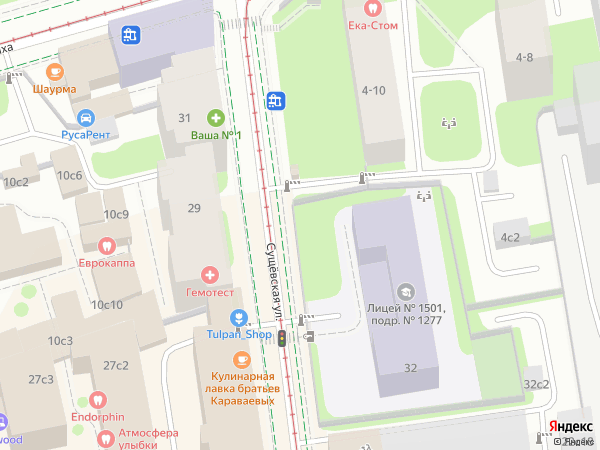 Ека-Стом
4-8
4-10
Шаурма
РусаРент
31
Ваша № 1
10с2
10с6
10с9
29
Еврокаппа
4с2
Гемотест
Сущёвская ул.
10с10
Лицей № 1501,
подр. № 1277
Tulpan_Shop
10с3
27с2
27с3
Кулинарная
лавка братьев
Караваевых
32
32с2
Endorphin
Атмосфера
улыбки
wood
Яндекс
© Яндекс